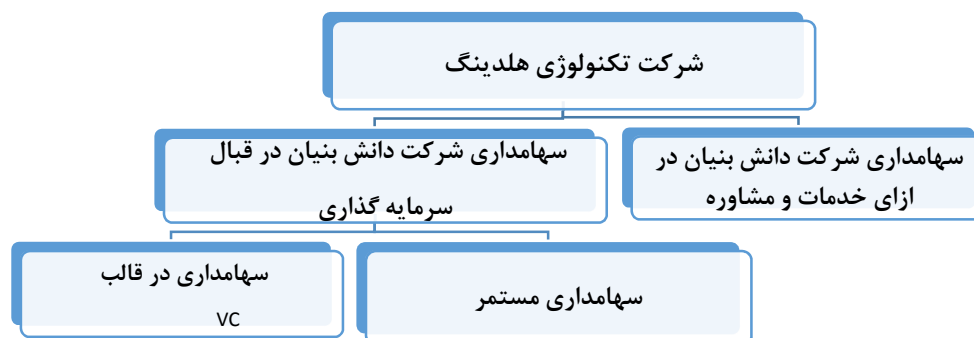 شرکت تکنولوژی هلدینگ
سهامداری شرکت دانش بنیان در
ازای خدمات و مشاوره
سهامداری شرکت دانش بنیان در قبال
سرمایه گذاری
سهامداری مستمر
سهامداری در قالب
VC